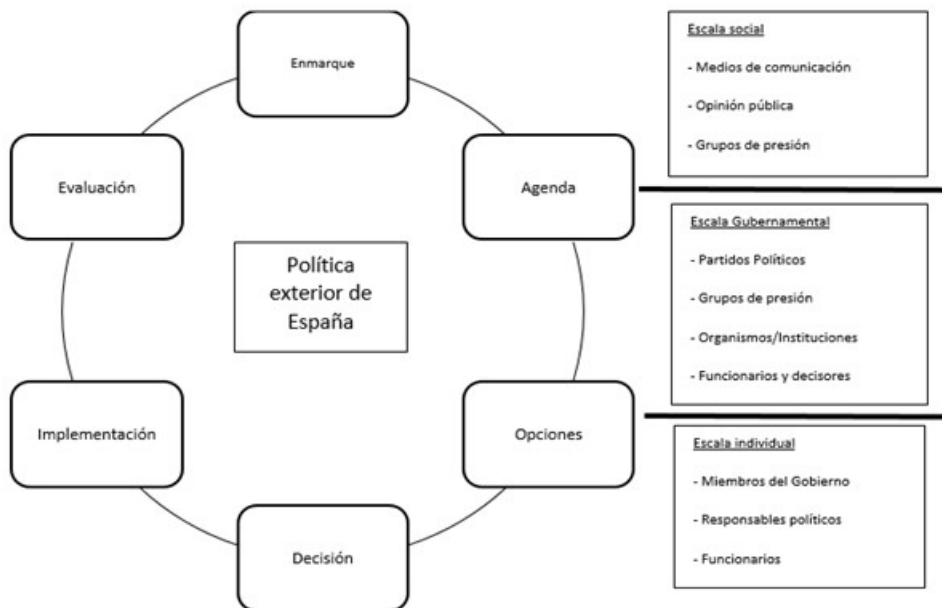 Enmarque
Agenda
Opciones
Decisión
Implementación
Evaluación
Política
exterior de
España
Escala social
- Medios de comunicación
- Opinión pública
- Grupos de presión
Escala Gubernamental
- Partidos Políticos
- Grupos de presión
- Organismos/Instituciones
- Funcionarios y decisores
Escala individual
- Miembros del Gobierno
- Responsables políticos
- Funcionarios